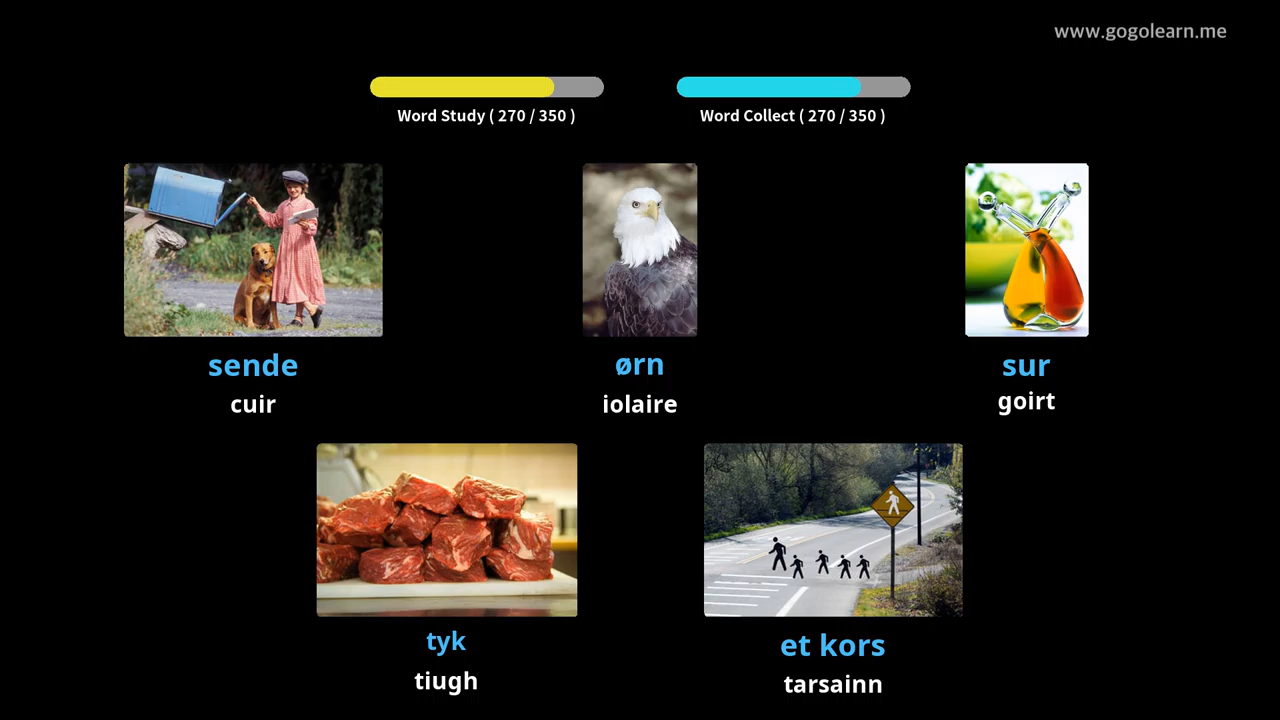 www.gogolearn.me
Word Study ( 270 / 350 )
Word Collect ( 270 / 350 )
sende
cuir
ørn
iolaire
sur
goirt
tyk
tiugh
et kors
tarsainn